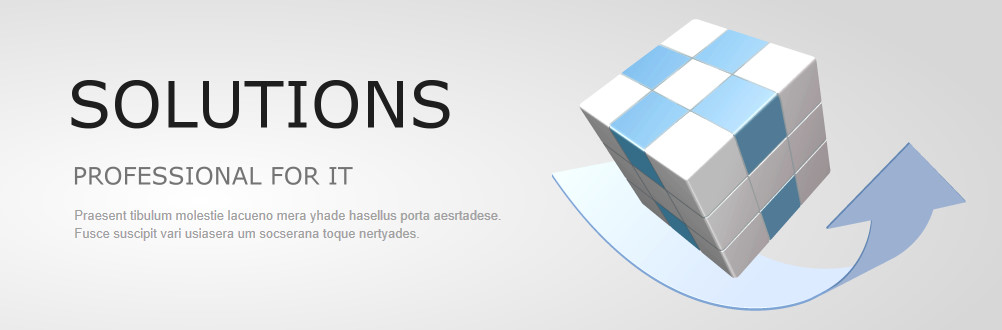 SOLUTIONS
PROFESSIONAL FOR IT
Praesent tibulum molestie lacueno mera yhade hasellus porta aesrtadese.
Fusce suscipit vari usiasera um socserana toque nertyades.